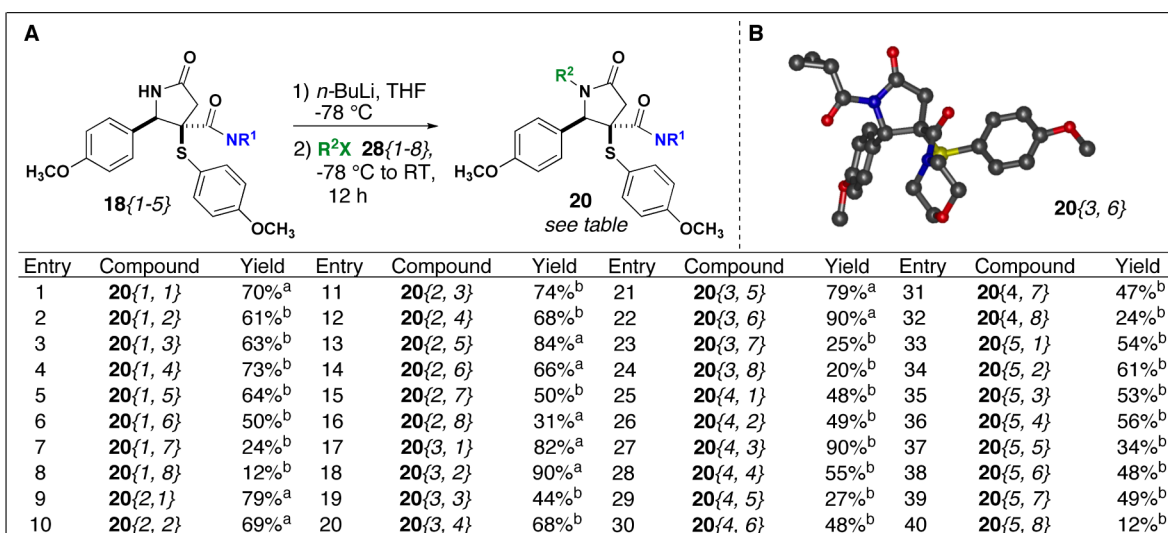 A
B
O
HN
O
NR¹
S
H₃CO
OCH₃
18{1-5}
1) n-BuLi, THF
-78 °C
2) R²X 28{1-8},
-78 °C to RT,
12 h
R²
O
N
O
NR¹
S
H₃CO
OCH₃
20
see table
20{3, 6}
Entry Compound Yield Entry Compound Yield Entry Compound Yield Entry Compound Yield
1 20{1, 1} 70%ᵃ 11 20{2, 3} 74%ᵇ 21 20{3, 5} 79%ᵃ 31 20{4, 7} 47%ᵇ
2 20{1, 2} 61%ᵇ 12 20{2, 4} 68%ᵇ 22 20{3, 6} 90%ᵃ 32 20{4, 8} 24%ᵇ
3 20{1, 3} 63%ᵇ 13 20{2, 5} 84%ᵃ 23 20{3, 7} 25%ᵇ 33 20{5, 1} 54%ᵇ
4 20{1, 4} 73%ᵇ 14 20{2, 6} 66%ᵃ 24 20{3, 8} 20%ᵇ 34 20{5, 2} 61%ᵇ
5 20{1, 5} 64%ᵇ 15 20{2, 7} 50%ᵇ 25 20{4, 1} 48%ᵇ 35 20{5, 3} 53%ᵇ
6 20{1, 6} 50%ᵇ 16 20{2, 8} 31%ᵃ 26 20{4, 2} 49%ᵇ 36 20{5, 4} 56%ᵇ
7 20{1, 7} 24%ᵇ 17 20{3, 1} 82%ᵃ 27 20{4, 3} 90%ᵇ 37 20{5, 5} 34%ᵇ
8 20{1, 8} 12%ᵇ 18 20{3, 2} 90%ᵃ 28 20{4, 4} 55%ᵇ 38 20{5, 6} 48%ᵇ
9 20{2,1} 79%ᵃ 19 20{3, 3} 44%ᵇ 29 20{4, 5} 27%ᵇ 39 20{5, 7} 49%ᵇ
10 20{2, 2} 69%ᵃ 20 20{3, 4} 68%ᵇ 30 20{4, 6} 48%ᵇ 40 20{5, 8} 12%ᵇ